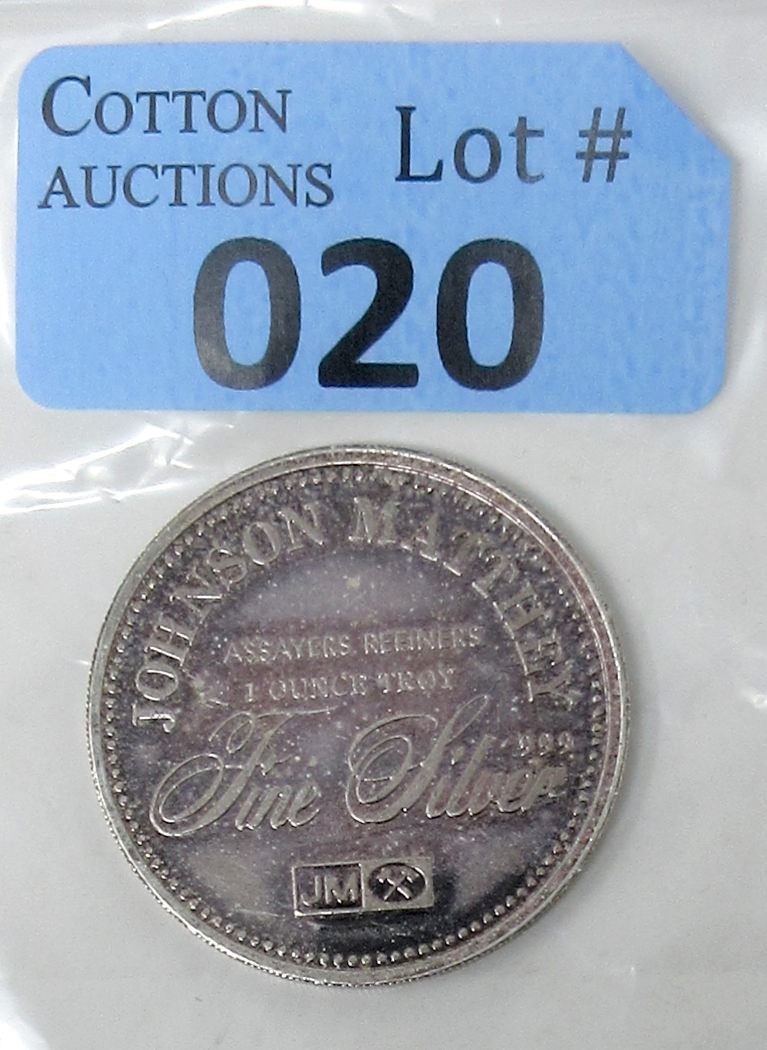 COTTON
AUCTIONS
Lot #
020
JOHNSON MATTHEY
ASSAYERS REFINERS
1 OUNCE TROY
999
Fine Silver
JM